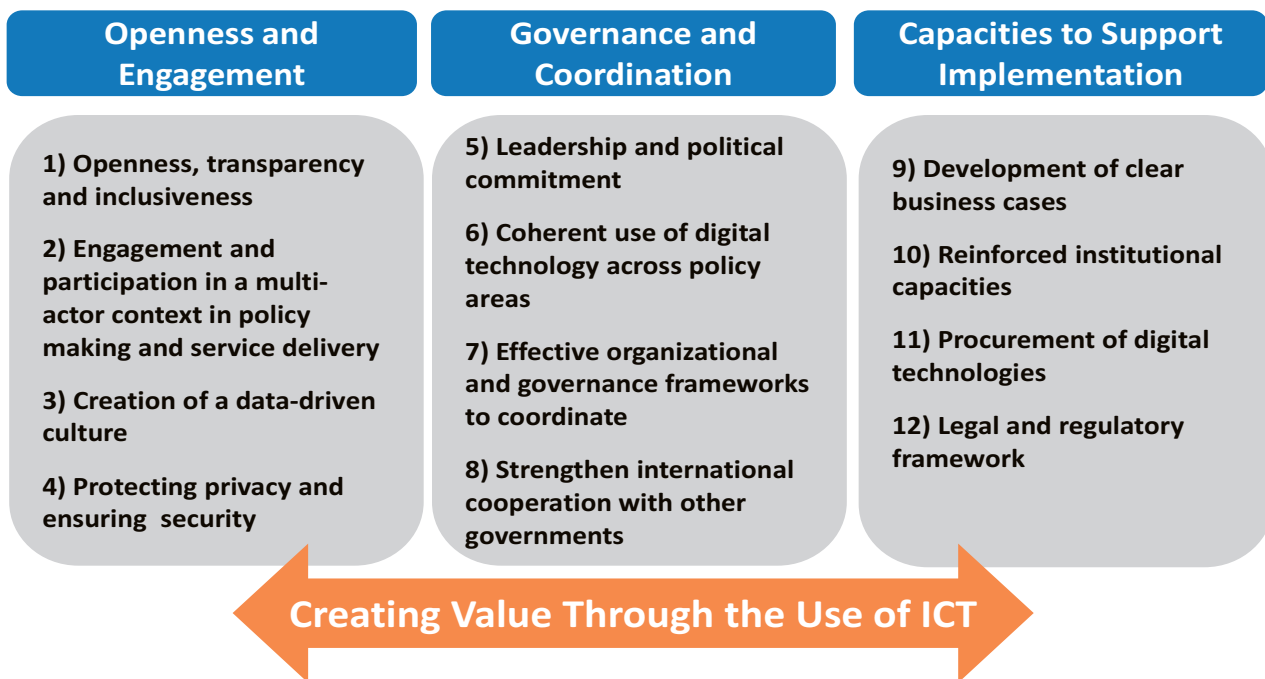 Openness and
Engagement
1) Openness, transparency
and inclusiveness
2) Engagement and
participation in a multi-
actor context in policy
making and service delivery
3) Creation of a data-driven
culture
4) Protecting privacy and
ensuring security
Governance and
Coordination
5) Leadership and political
commitment
6) Coherent use of digital
technology across policy
areas
7) Effective organizational
and governance frameworks
to coordinate
8) Strengthen international
cooperation with other
governments
Capacities to Support
Implementation
9) Development of clear
business cases
10) Reinforced institutional
capacities
11) Procurement of digital
technologies
12) Legal and regulatory
framework
Creating Value Through the Use of ICT